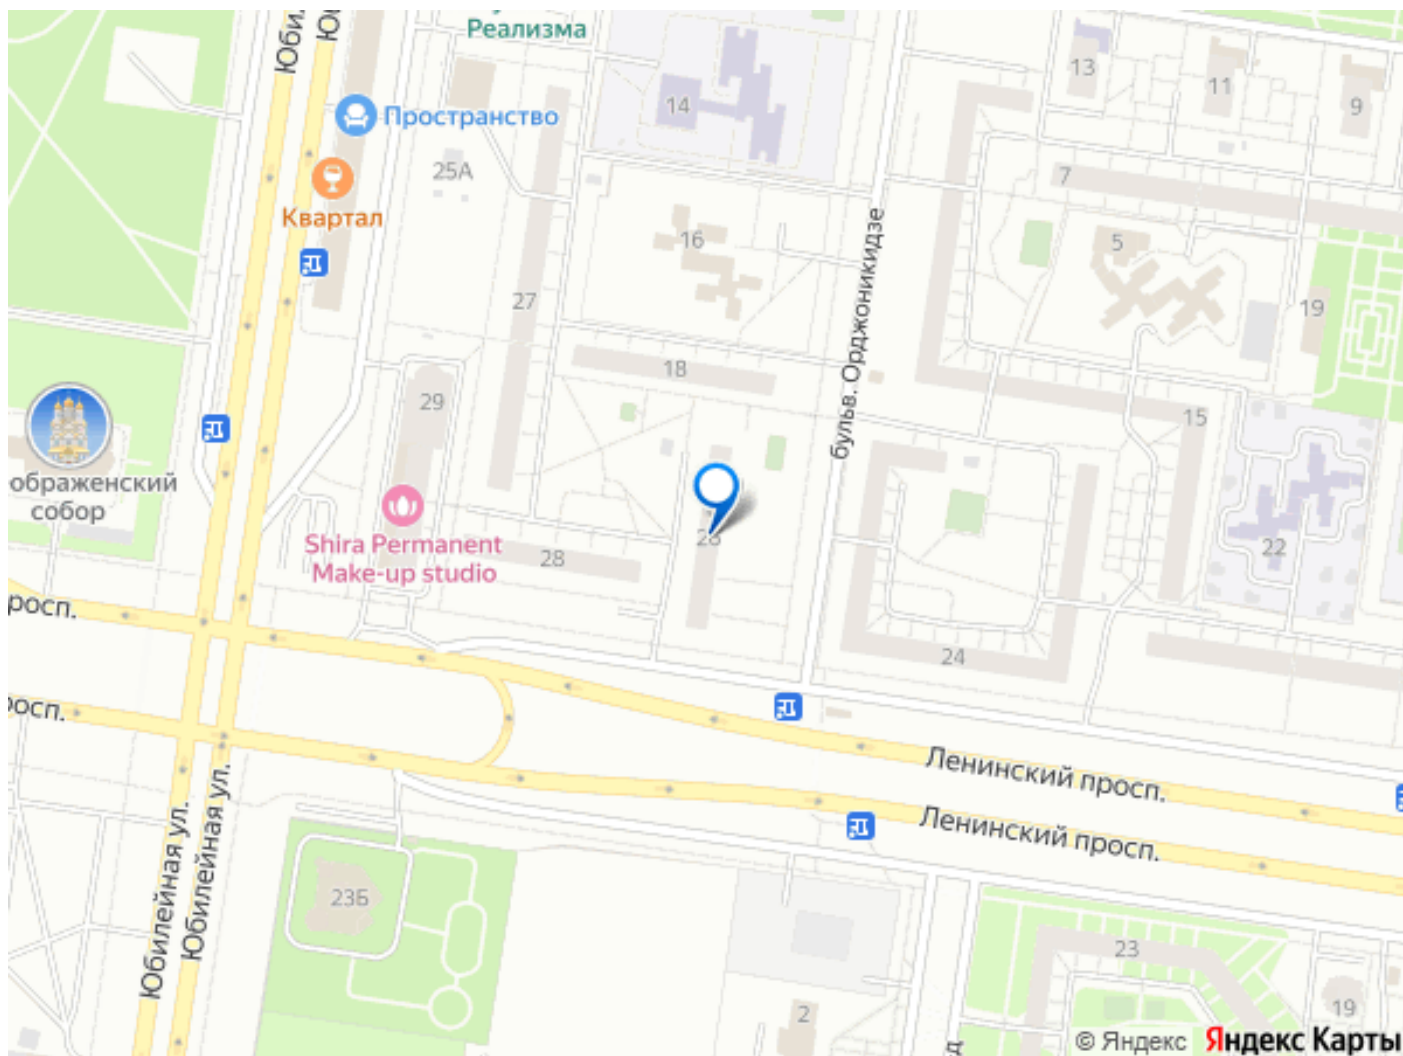 Реализма
Юбил
Ю
13
11
9
14
Пространство
25А
7
Квартал
16
5
бульв. Орджоникидзе
27
19
18
29
15
ображенский
собор
Shira Permanent
Make-up studio
28
22
росп.
24
осп.
Ленинский просп.
Ленинский просп.
Юбилейная ул.
Юбилейная ул.
23Б
23
2
19
© Яндекс Яндекс Карты